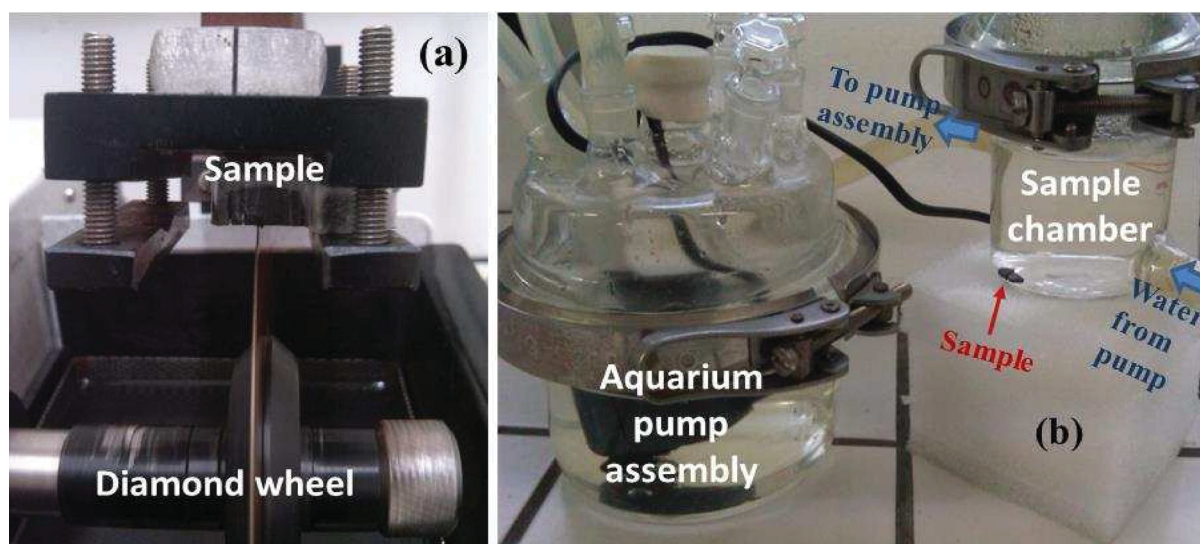 (a)
Sample
Diamond wheel
To pump
assembly
Sample
chamber
Water
from
pump
Sample
Aquarium
pump
assembly
(b)